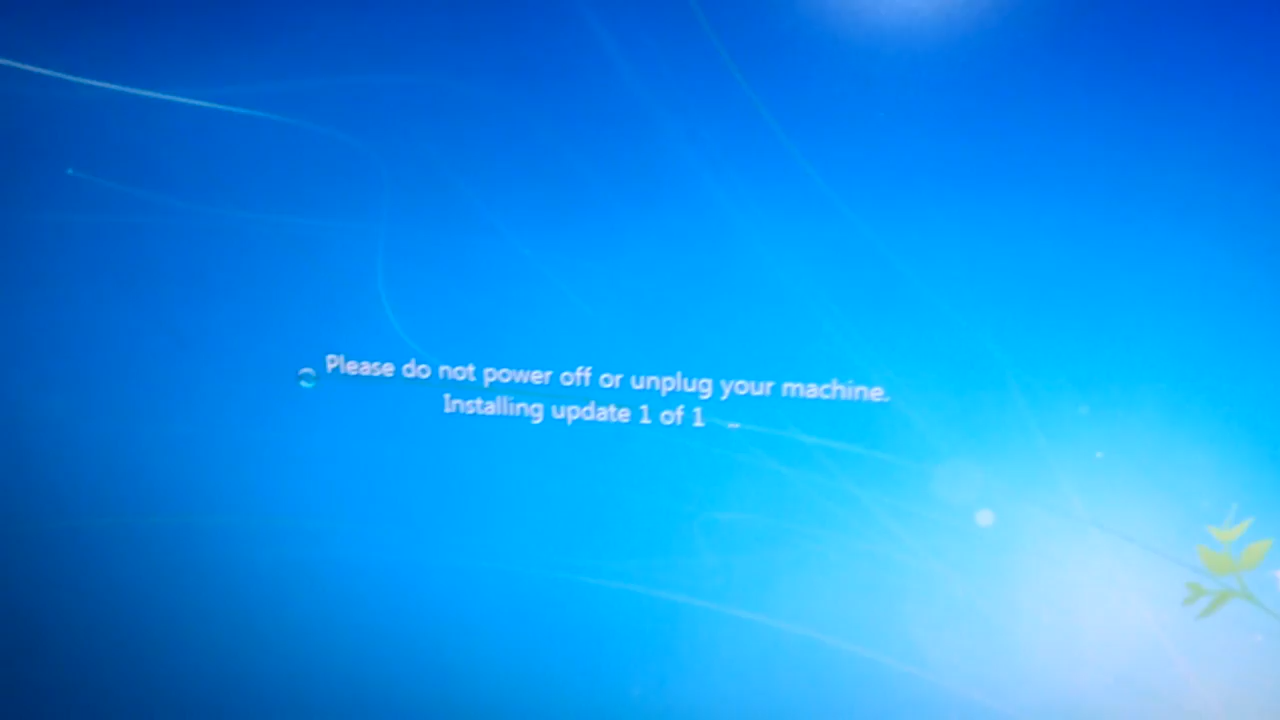 Please do not power off or unplug your machine.
Installing update 1 of 1 ..